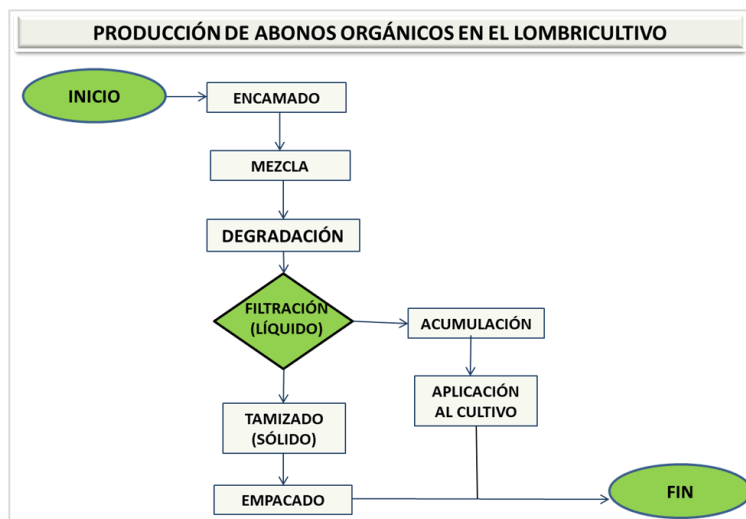 PRODUCCIÓN DE ABONOS ORGÁNICOS EN EL LOMBRICULTIVO
INICIO
ENCAMADO
MEZCLA
DEGRADACIÓN
FILTRACIÓN
(LÍQUIDO)
ACUMULACIÓN
APLICACIÓN
AL CULTIVO
TAMIZADO
(SÓLIDO)
EMPACADO
FIN